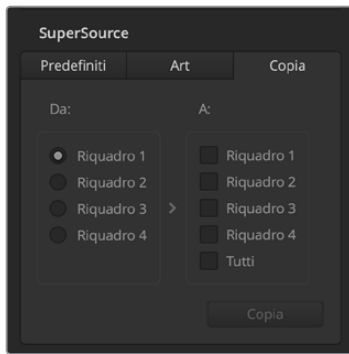 SuperSource
Predefiniti Art Copia
Da: A:
Riquadro 1 Riquadro 1
Riquadro 2 Riquadro 2
Riquadro 3 > Riquadro 3
Riquadro 4 Riquadro 4
Tutti
Copia